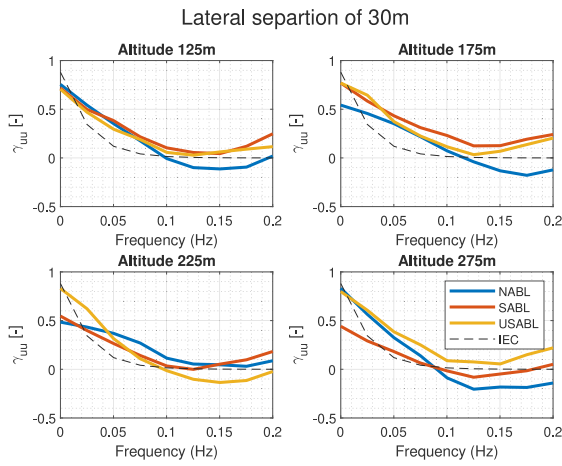 Lateral separtion of 30m
Altitude 125m
1
0.5
0
-0.5
γuu [-]
0 0.05 0.1 0.15 0.2
Frequency (Hz)
Altitude 175m
1
0.5
0
-0.5
γuu [-]
0 0.05 0.1 0.15 0.2
Frequency (Hz)
Altitude 225m
1
0.5
0
-0.5
γuu [-]
0 0.05 0.1 0.15 0.2
Frequency (Hz)
Altitude 275m
1
0.5
0
-0.5
γuu [-]
NABL
SABL
USABL
IEC
0 0.05 0.1 0.15 0.2
Frequency (Hz)